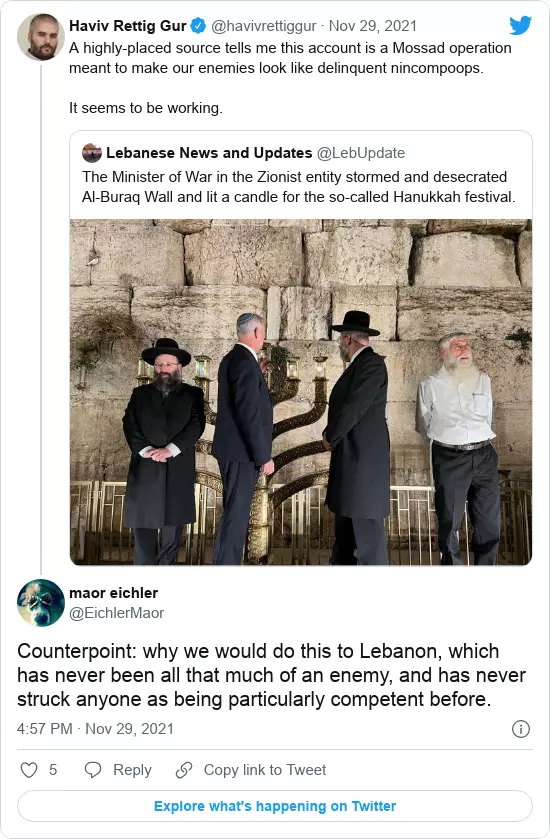 Haviv Rettig Gur @havivrettiggur · Nov 29, 2021
A highly-placed source tells me this account is a Mossad operation
meant to make our enemies look like delinquent nincompoops.
It seems to be working.
Lebanese News and Updates @LebUpdate
The Minister of War in the Zionist entity stormed and desecrated
Al-Buraq Wall and lit a candle for the so-called Hanukkah festival.
maor eichler
@EichlerMaor
Counterpoint: why we would do this to Lebanon, which
has never been all that much of an enemy, and has never
struck anyone as being particularly competent before.
4:57 PM · Nov 29, 2021
5 Reply Copy link to Tweet
Explore what's happening on Twitter